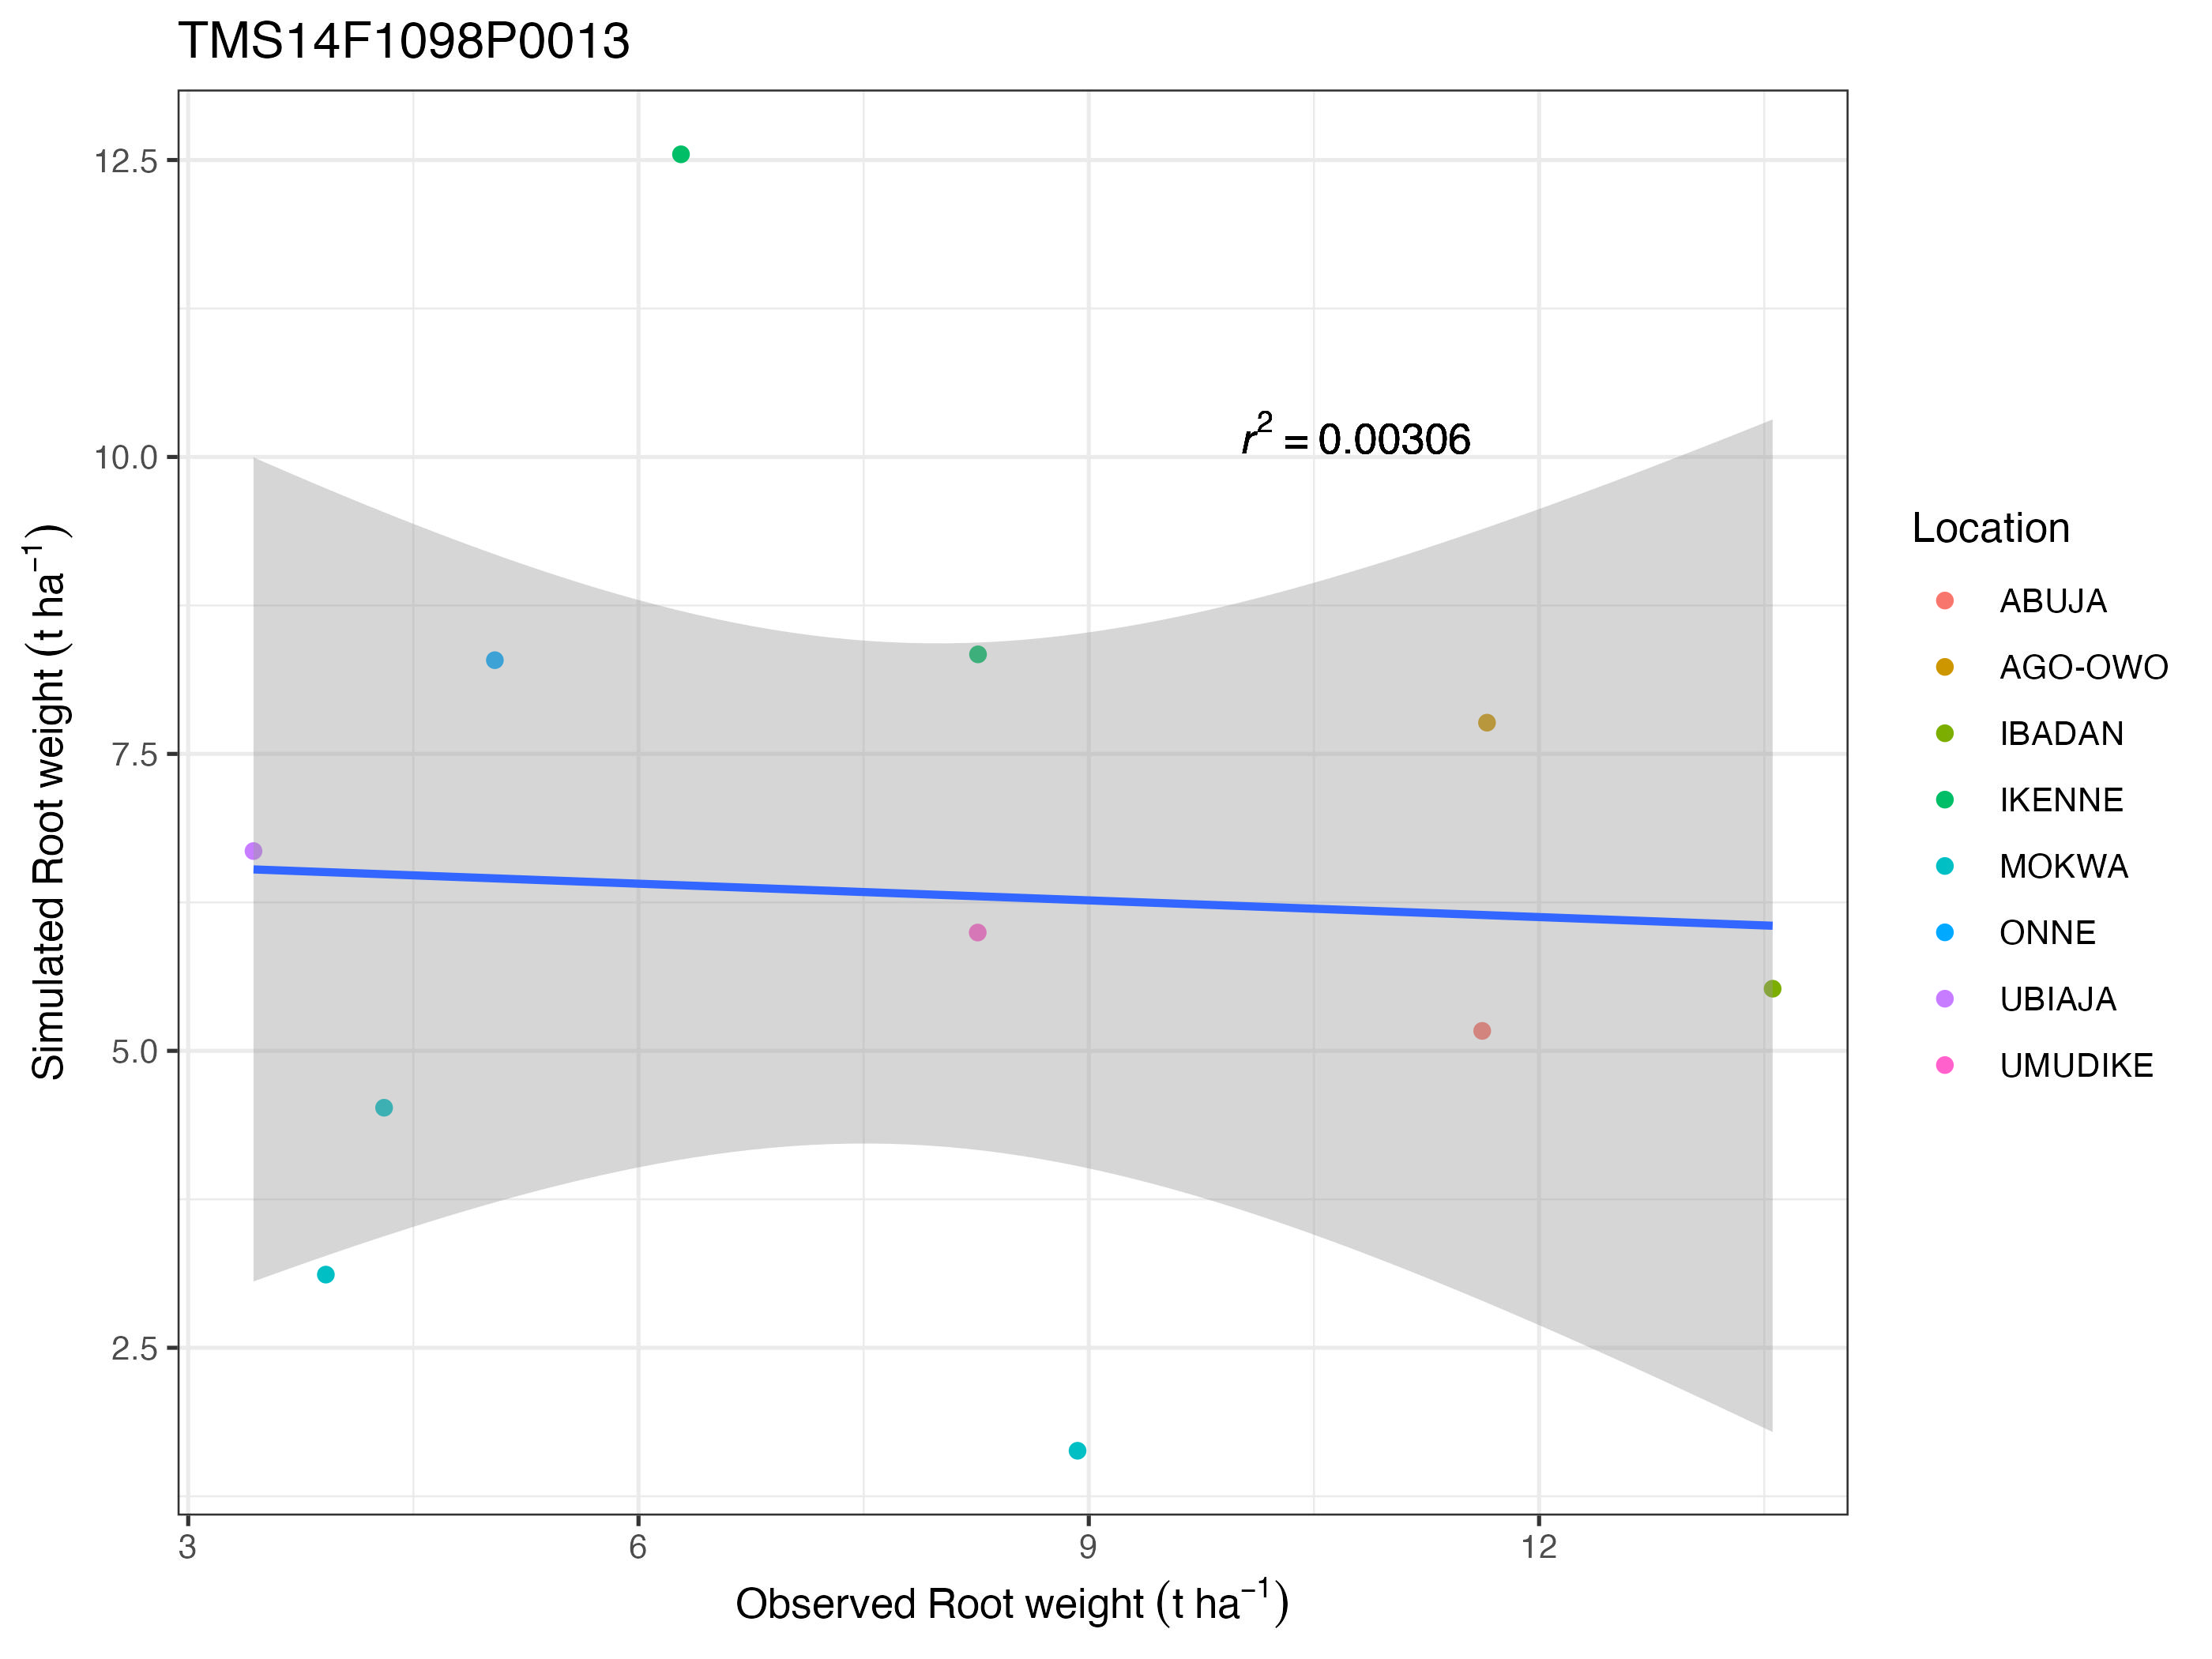 TMS14F1098P0013
12.5
10.0
7.5
5.0
2.5
Simulated Root weight (t ha⁻¹)
r² = 0.00306
3 6 9 12
Observed Root weight (t ha⁻¹)
Location
ABUJA
AGO-OWO
IBADAN
IKENNE
MOKWA
ONNE
UBIAJA
UMUDIKE